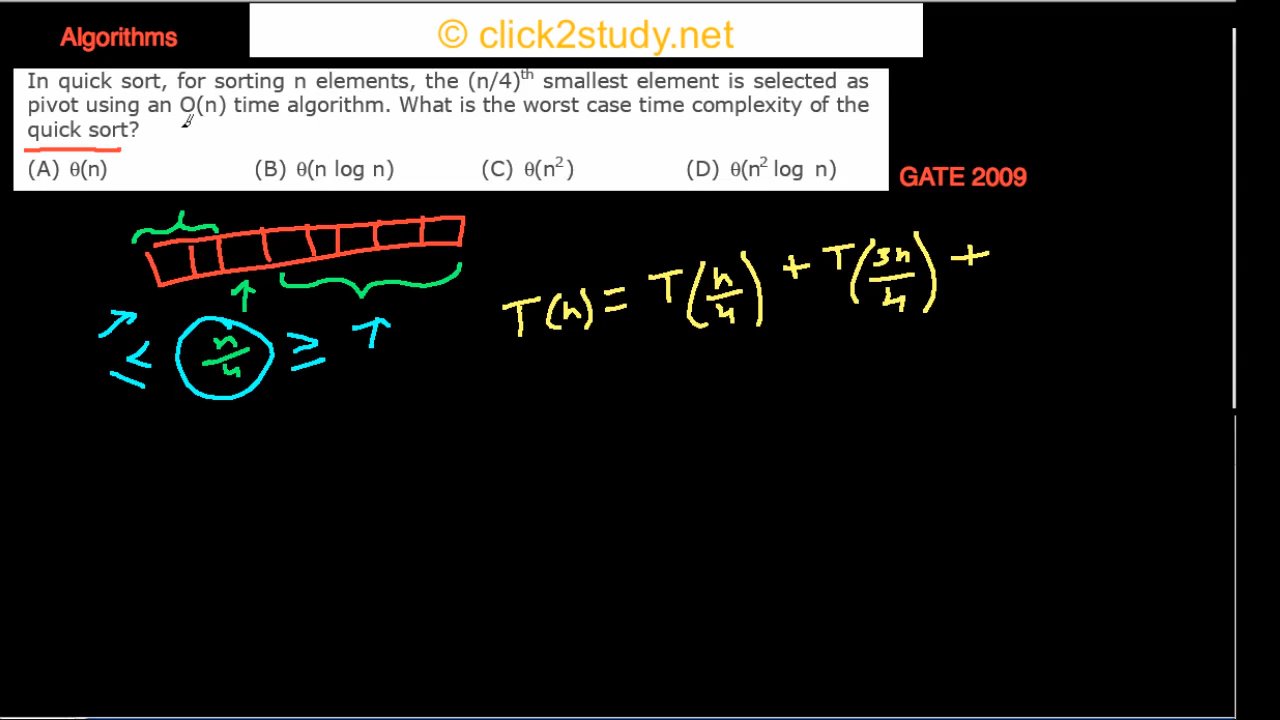 Algorithms
© click2study.net
In quick sort, for sorting n elements, the (n/4)th smallest element is selected as
pivot using an O(n) time algorithm. What is the worst case time complexity of the
quick sort?
(A) θ(n) (B) θ(n log n) (C) θ(n²) (D) θ(n² log n)
GATE 2009
T(n) = T(n/4) + T(3n/4) +
≤ n/4 ≥